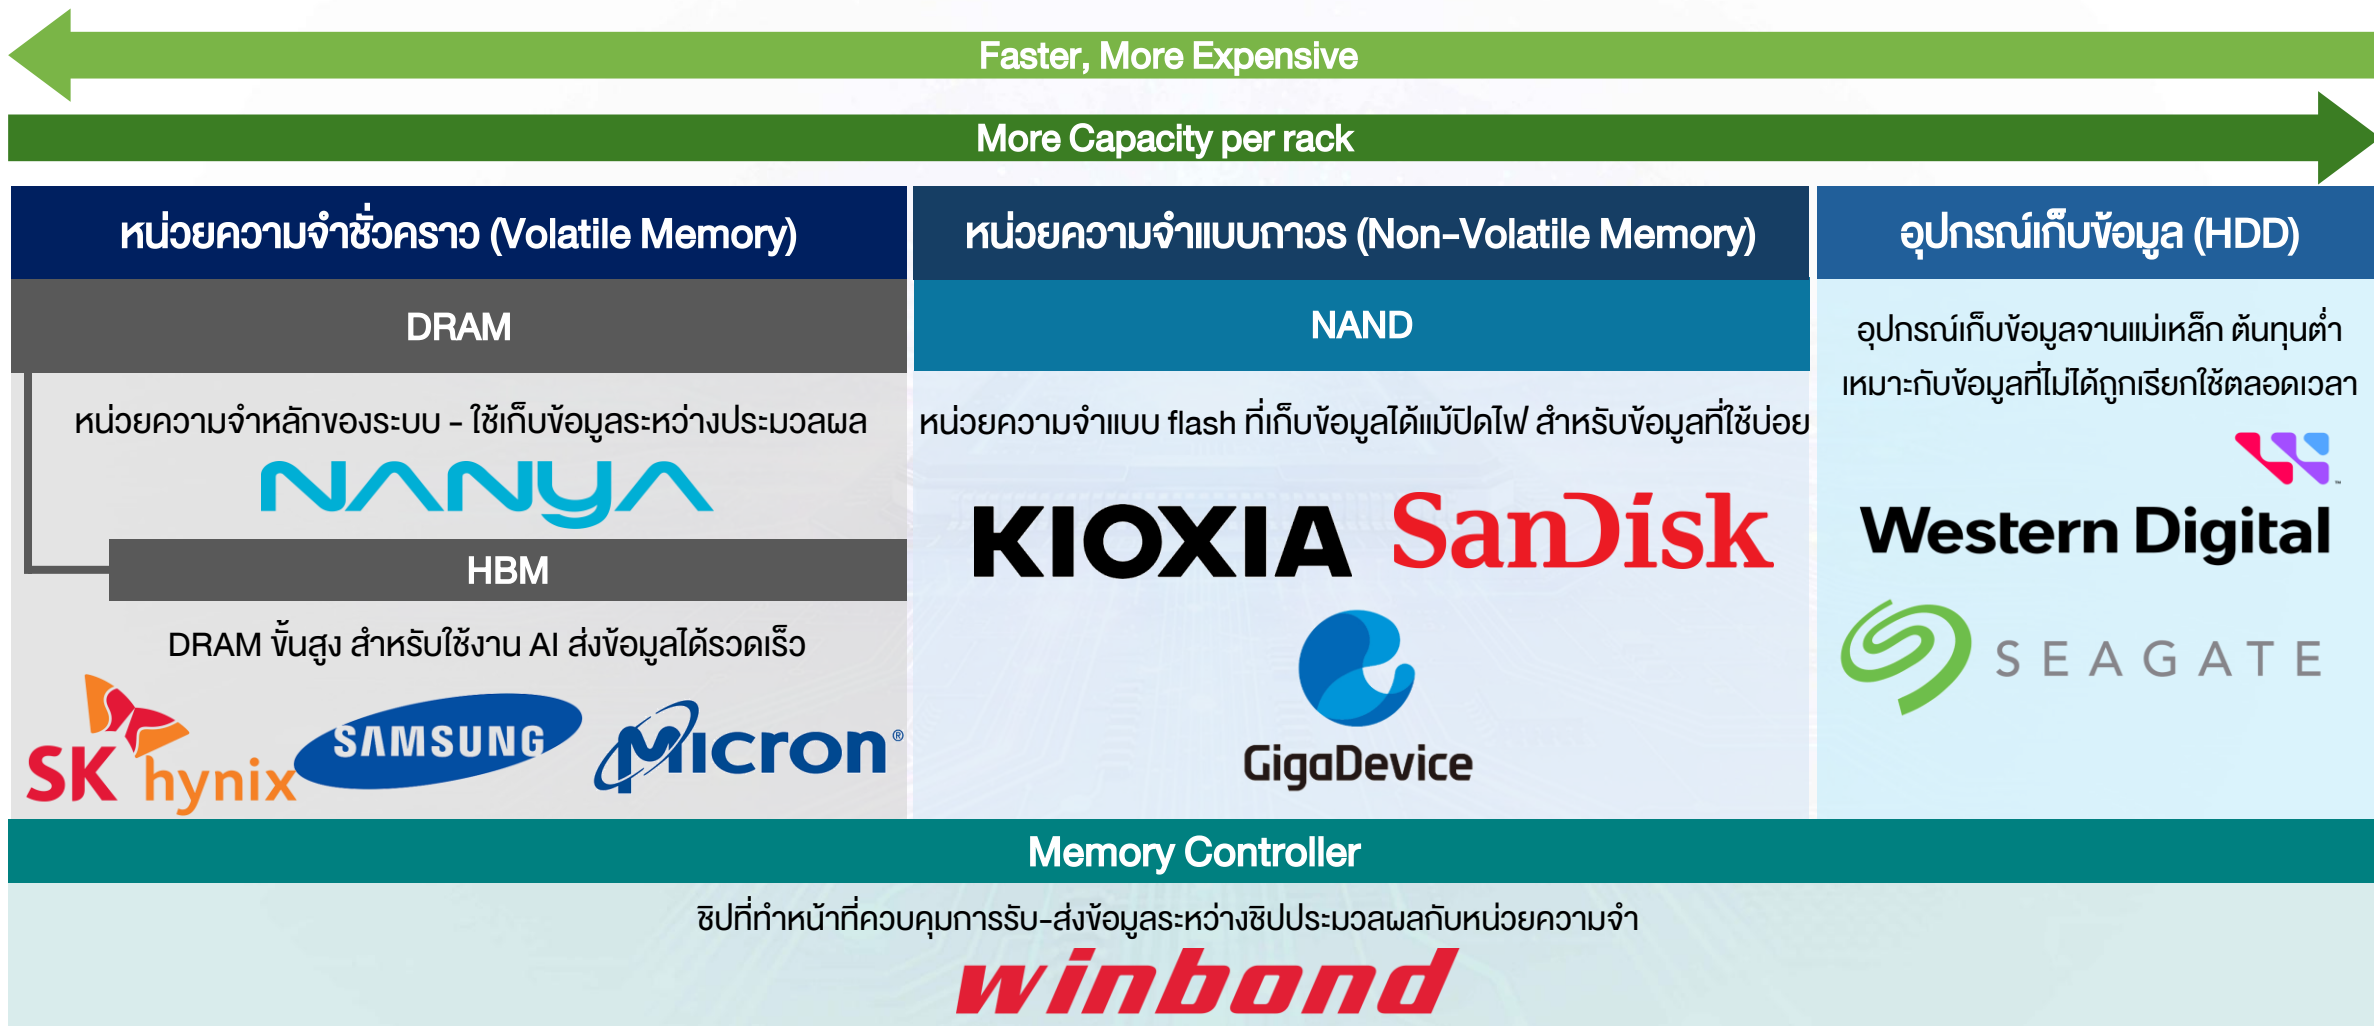 Faster, More Expensive
More Capacity per rack
หน่วยความจำชั่วคราว (Volatile Memory)
DRAM
หน่วยความจำหลักของระบบ - ใช้เก็บข้อมูลระหว่างประมวลผล
NANYA
HBM
DRAM ขั้นสูง สำหรับใช้งาน AI ส่งข้อมูลได้รวดเร็ว
SK hynix
SAMSUNG
Micron®
หน่วยความจำแบบถาวร (Non-Volatile Memory)
NAND
หน่วยความจำแบบ flash ที่เก็บข้อมูลได้แม้ปิดไฟ สำหรับข้อมูลที่ใช้บ่อย
KIOXIA
SanDisk
GigaDevice
อุปกรณ์เก็บข้อมูล (HDD)
อุปกรณ์เก็บข้อมูลจานแม่เหล็ก ต้นทุนต่ำ
เหมาะกับข้อมูลที่ไม่ได้ถูกเรียกใช้ตลอดเวลา
Western Digital
SEAGATE
Memory Controller
ชิปที่ทำหน้าที่ควบคุมการรับ-ส่งข้อมูลระหว่างชิปประมวลผลกับหน่วยความจำ
winbond